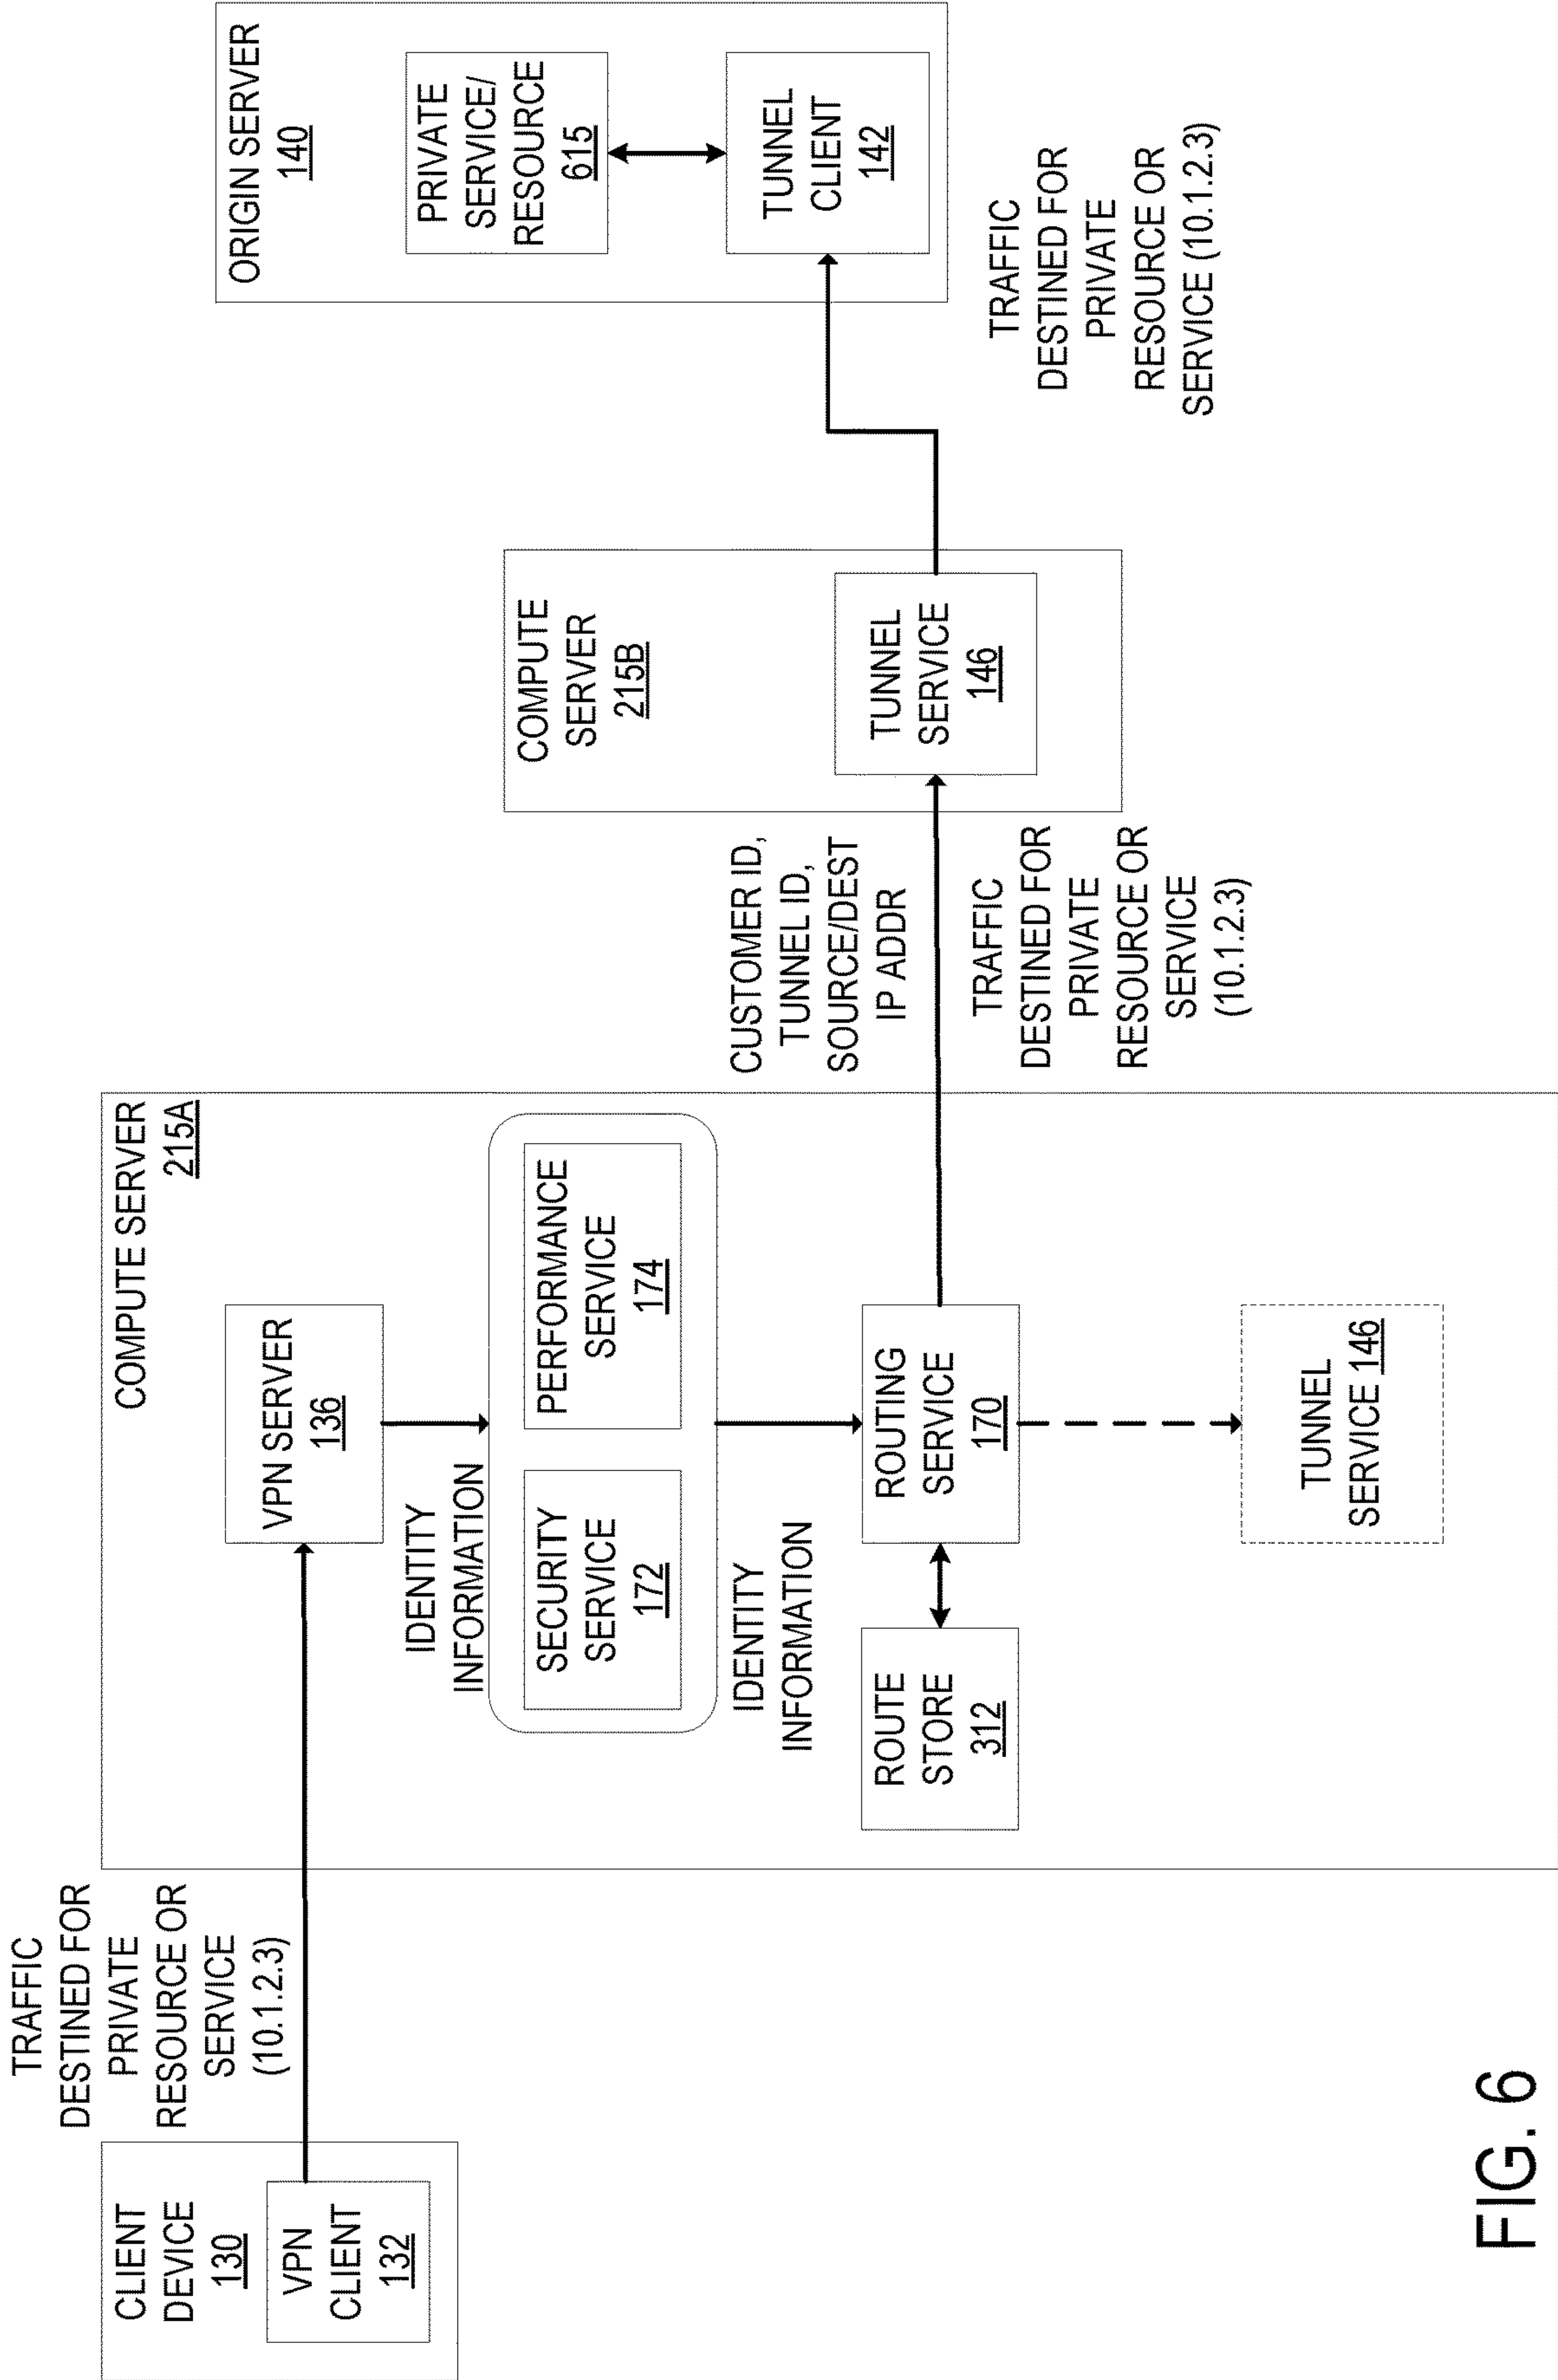 TRAFFIC
DESTINED FOR
PRIVATE
RESOURCE OR
SERVICE
(10.1.2.3)
CLIENT
DEVICE
130
VPN
CLIENT
132
COMPUTE SERVER
215A
VPN SERVER
136
IDENTITY
INFORMATION
SECURITY
SERVICE
172
PERFORMANCE
SERVICE
174
IDENTITY
INFORMATION
ROUTE
STORE
312
ROUTING
SERVICE
170
TUNNEL
SERVICE 146
CUSTOMER ID,
TUNNEL ID,
SOURCE/DEST
IP ADDR
TRAFFIC
DESTINED FOR
PRIVATE
RESOURCE OR
SERVICE
(10.1.2.3)
COMPUTE
SERVER
215B
TUNNEL
SERVICE
146
ORIGIN SERVER
140
PRIVATE
SERVICE/
RESOURCE
615
TUNNEL
CLIENT
142
TRAFFIC
DESTINED FOR
PRIVATE
RESOURCE OR
SERVICE (10.1.2.3)
FIG. 6